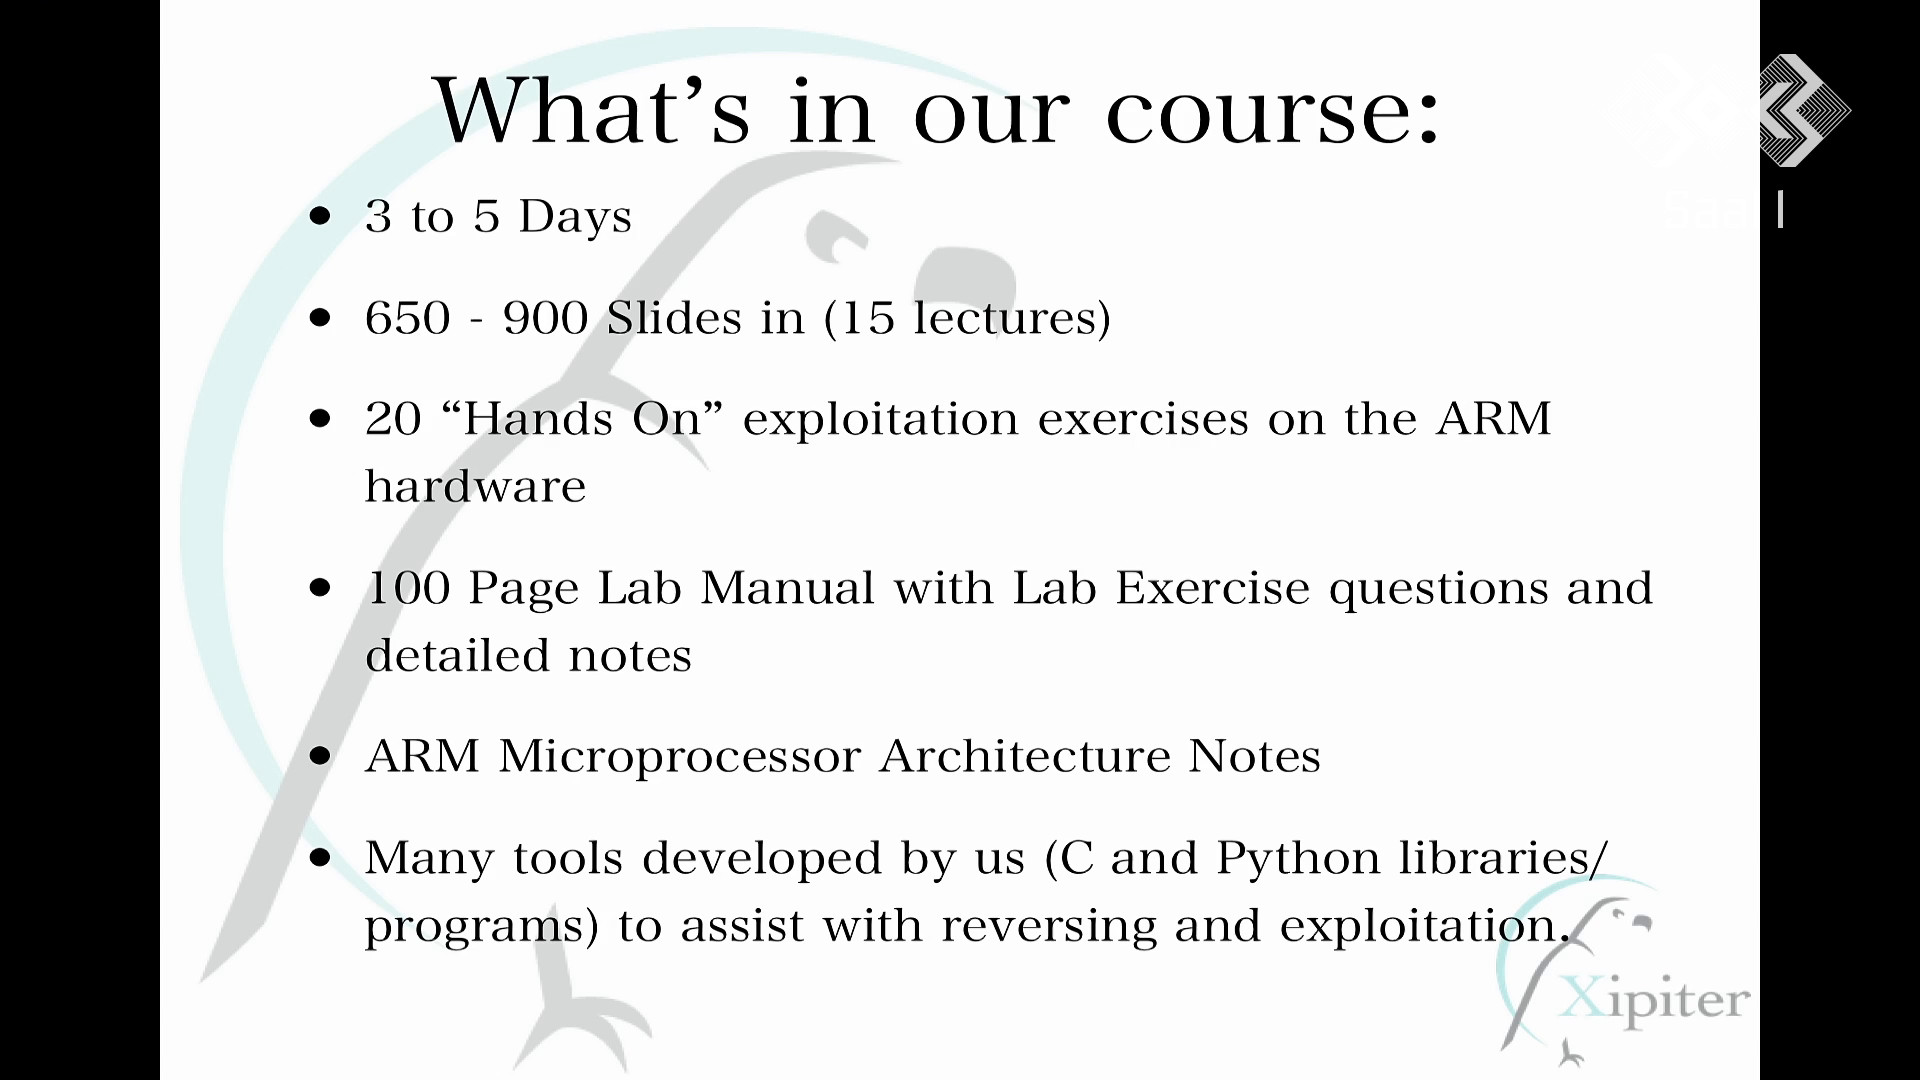 What's in our course:
• 3 to 5 Days
• 650 - 900 Slides in (15 lectures)
• 20 “Hands On” exploitation exercises on the ARM
hardware
• 100 Page Lab Manual with Lab Exercise questions and
detailed notes
• ARM Microprocessor Architecture Notes
• Many tools developed by us (C and Python libraries/
programs) to assist with reversing and exploitation.
Xipiter